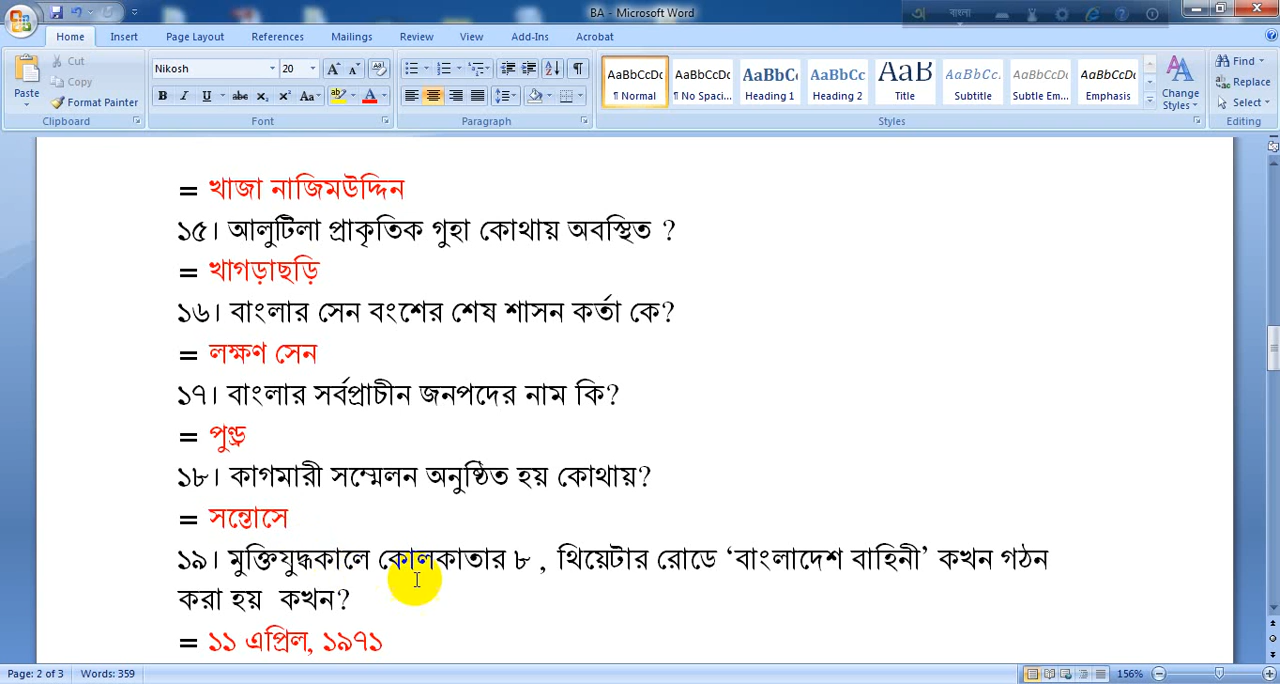 BA - Microsoft Word
বাংলা
Home Insert Page Layout References Mailings Review View Add-Ins Acrobat
Cut
Copy
Format Painter
Paste
Clipboard
Nikosh 20
Font
Paragraph
AaBbCcDc AaBbCcDc AaBbCc AaBbCc AaB AaBbCc. AaBbCcDc AaBbCcDc
¶ Normal ¶ No Spaci... Heading 1 Heading 2 Title Subtitle Subtle Em... Emphasis
Change Styles
Styles
Find
Replace
Select
Editing
= খাজা নাজিমউদ্দিন
১৫। আলুটিলা প্রাকৃতিক গুহা কোথায় অবস্থিত ?
= খাগড়াছড়ি
১৬। বাংলার সেন বংশের শেষ শাসন কর্তা কে?
= লক্ষণ সেন
১৭। বাংলার সর্বপ্রাচীন জনপদের নাম কি?
= পুণ্ড্র
১৮। কাগমারী সম্মেলন অনুষ্ঠিত হয় কোথায়?
= সন্তোসে
১৯। মুক্তিযুদ্ধকালে কোলকাতার ৮ , থিয়েটার রোডে ‘বাংলাদেশ বাহিনী’ কখন গঠন
করা হয় কখন?
= ১১ এপ্রিল, ১৯৭১
Page: 2 of 3 Words: 359 156%